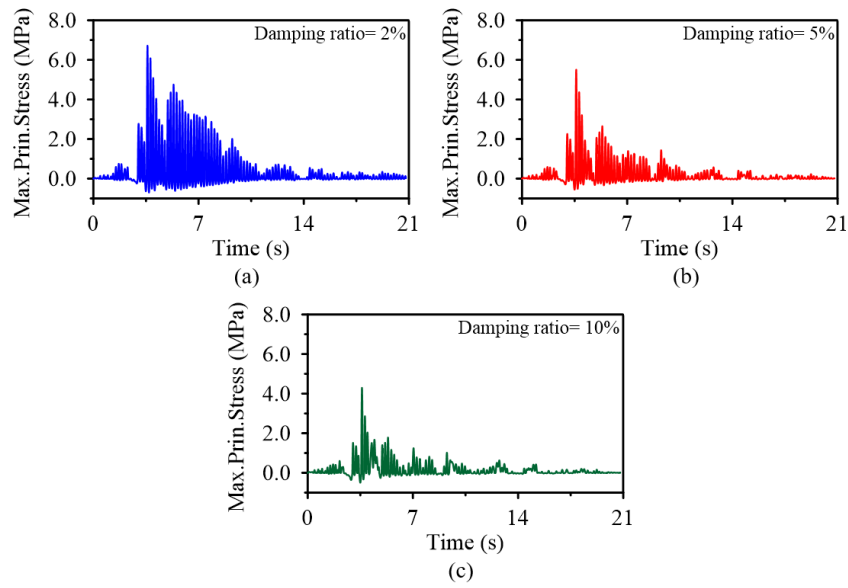 8.0
Damping ratio= 2%
6.0
4.0
2.0
0.0
Max.Prin.Stress (MPa)
0
7
14
21
Time (s)
(a)
8.0
Damping ratio= 5%
6.0
4.0
2.0
0.0
Max.Prin.Stress (MPa)
0
7
14
21
Time (s)
(b)
8.0
Damping ratio= 10%
6.0
4.0
2.0
0.0
Max.Prin.Stress (MPa)
0
7
14
21
Time (s)
(c)